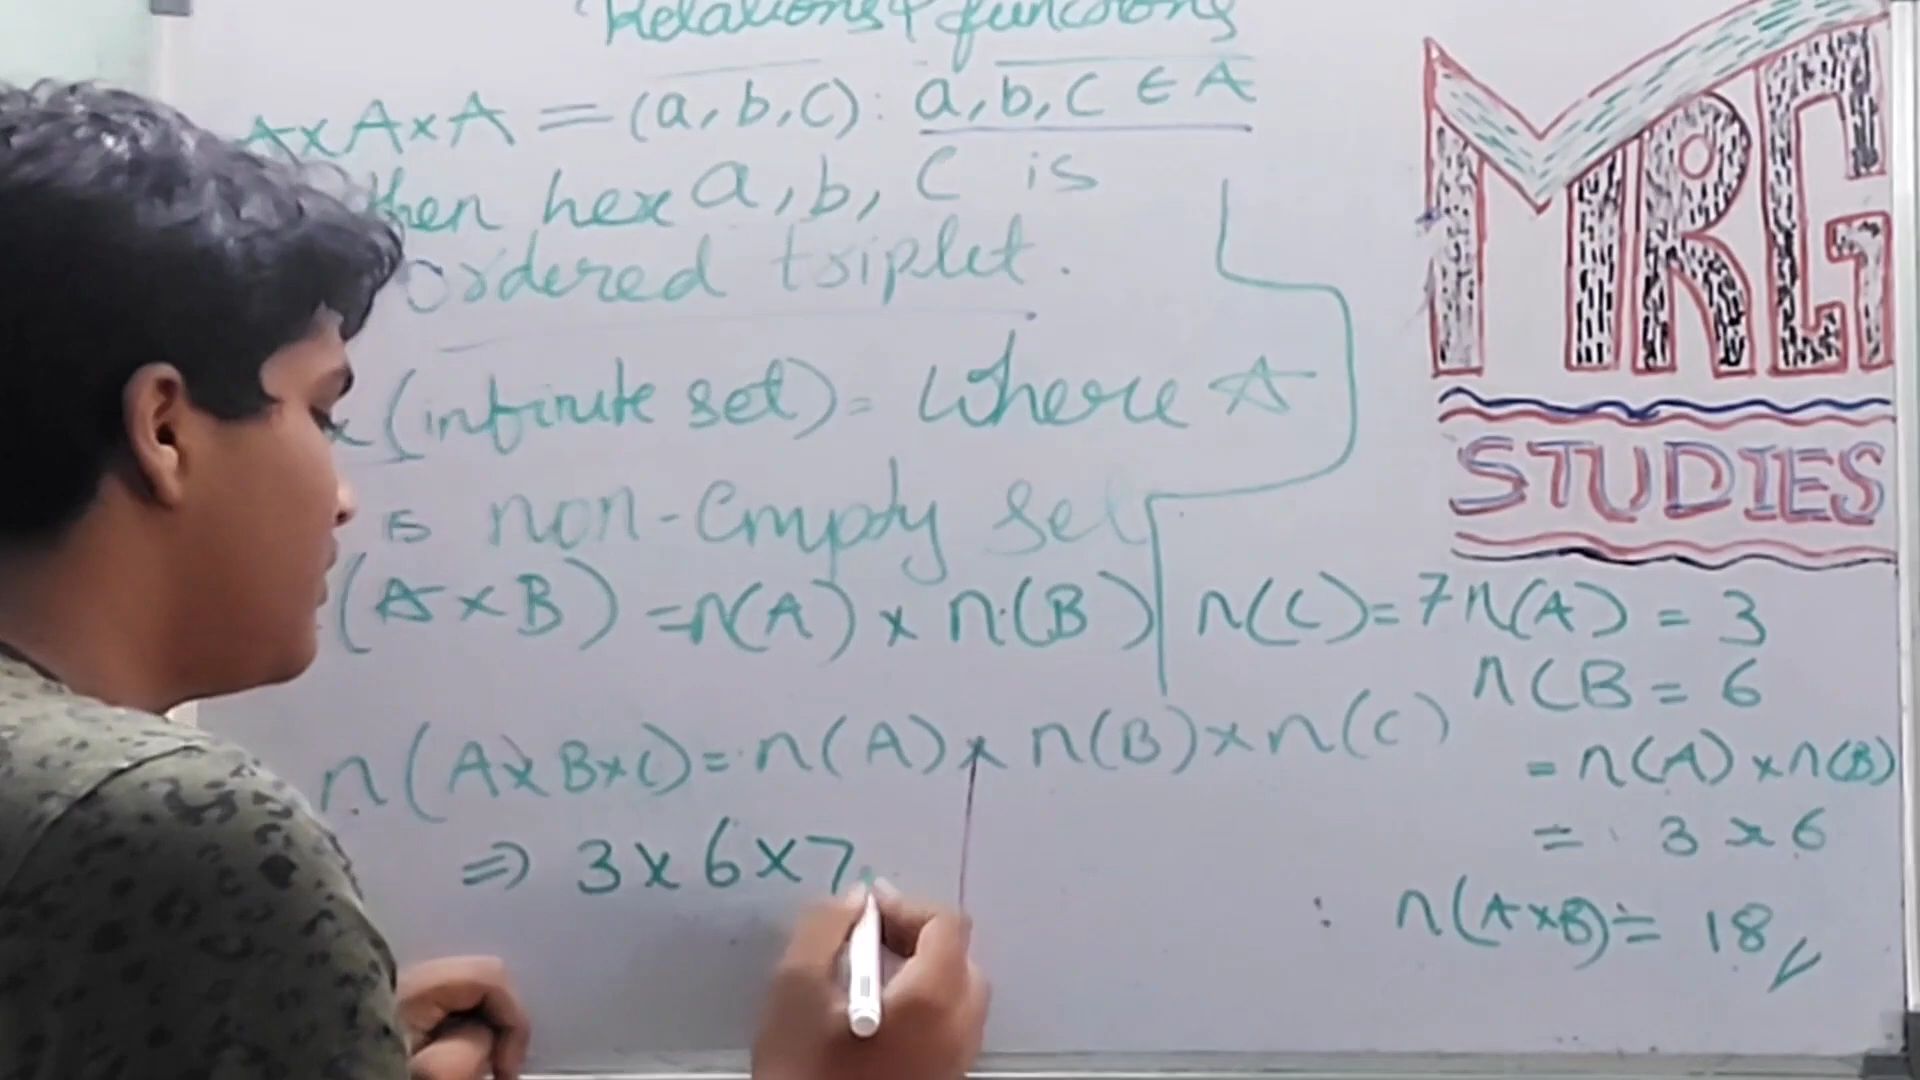 Relations & functions
A×A×A = (a, b, c) : a, b, c ∈ A
then hex a, b, c is
ordered triplet.
(infinite set) = where A
is non-empty set
(A × B) = n(A) × n(B)
n(A×B×C) = n(A) × n(B) × n(C)
⇒ 3 × 6 × 7
MRG
STUDIES
n(C) = 7 n(A) = 3
n(B = 6
= n(A) × n(B)
= 3 × 6
n(A×B) = 18